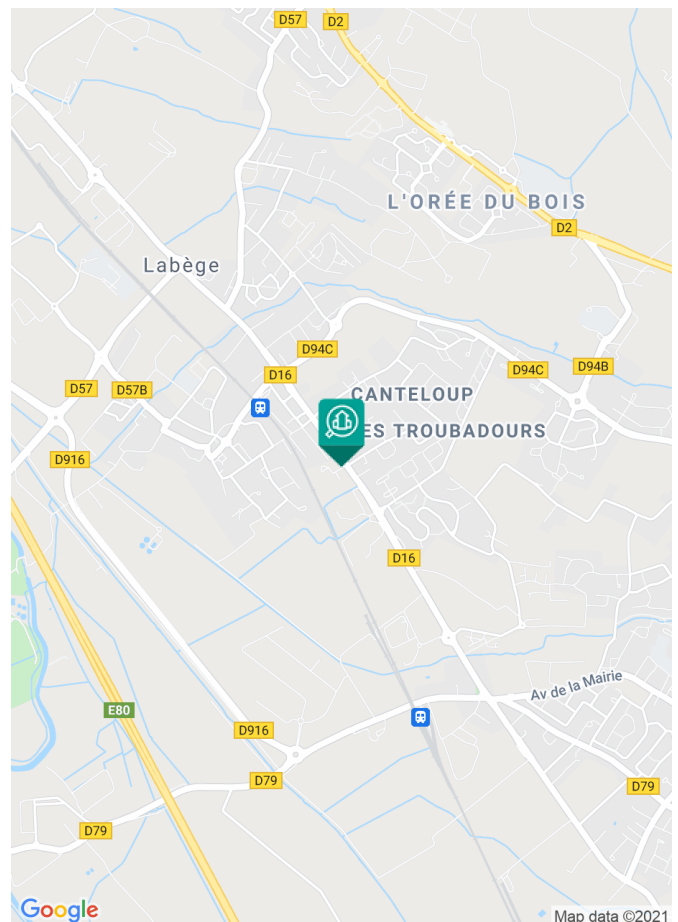 D57
D2
L'ORÉE DU BOIS
D2
Labège
D94C
D16
D94C
D94B
D57
D57B
CANTELOUP
ES TROUBADOURS
D916
D16
Av de la Mairie
E80
D916
D79
D79
D79
Google
Map data ©2021